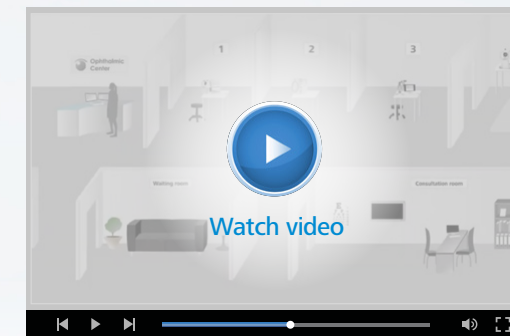 Ophthalmic
Center
1
2
3
Waiting room
Consultation room
Watch video